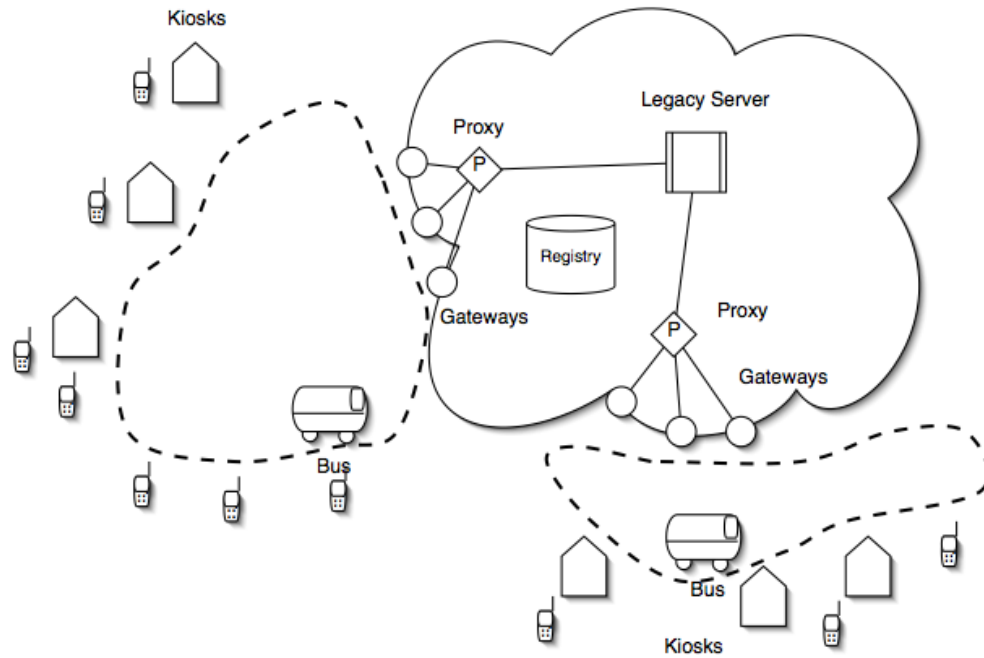 Kiosks
Legacy Server
Proxy
P
Registry
Gateways
Proxy
P
Gateways
Bus
Bus
Kiosks